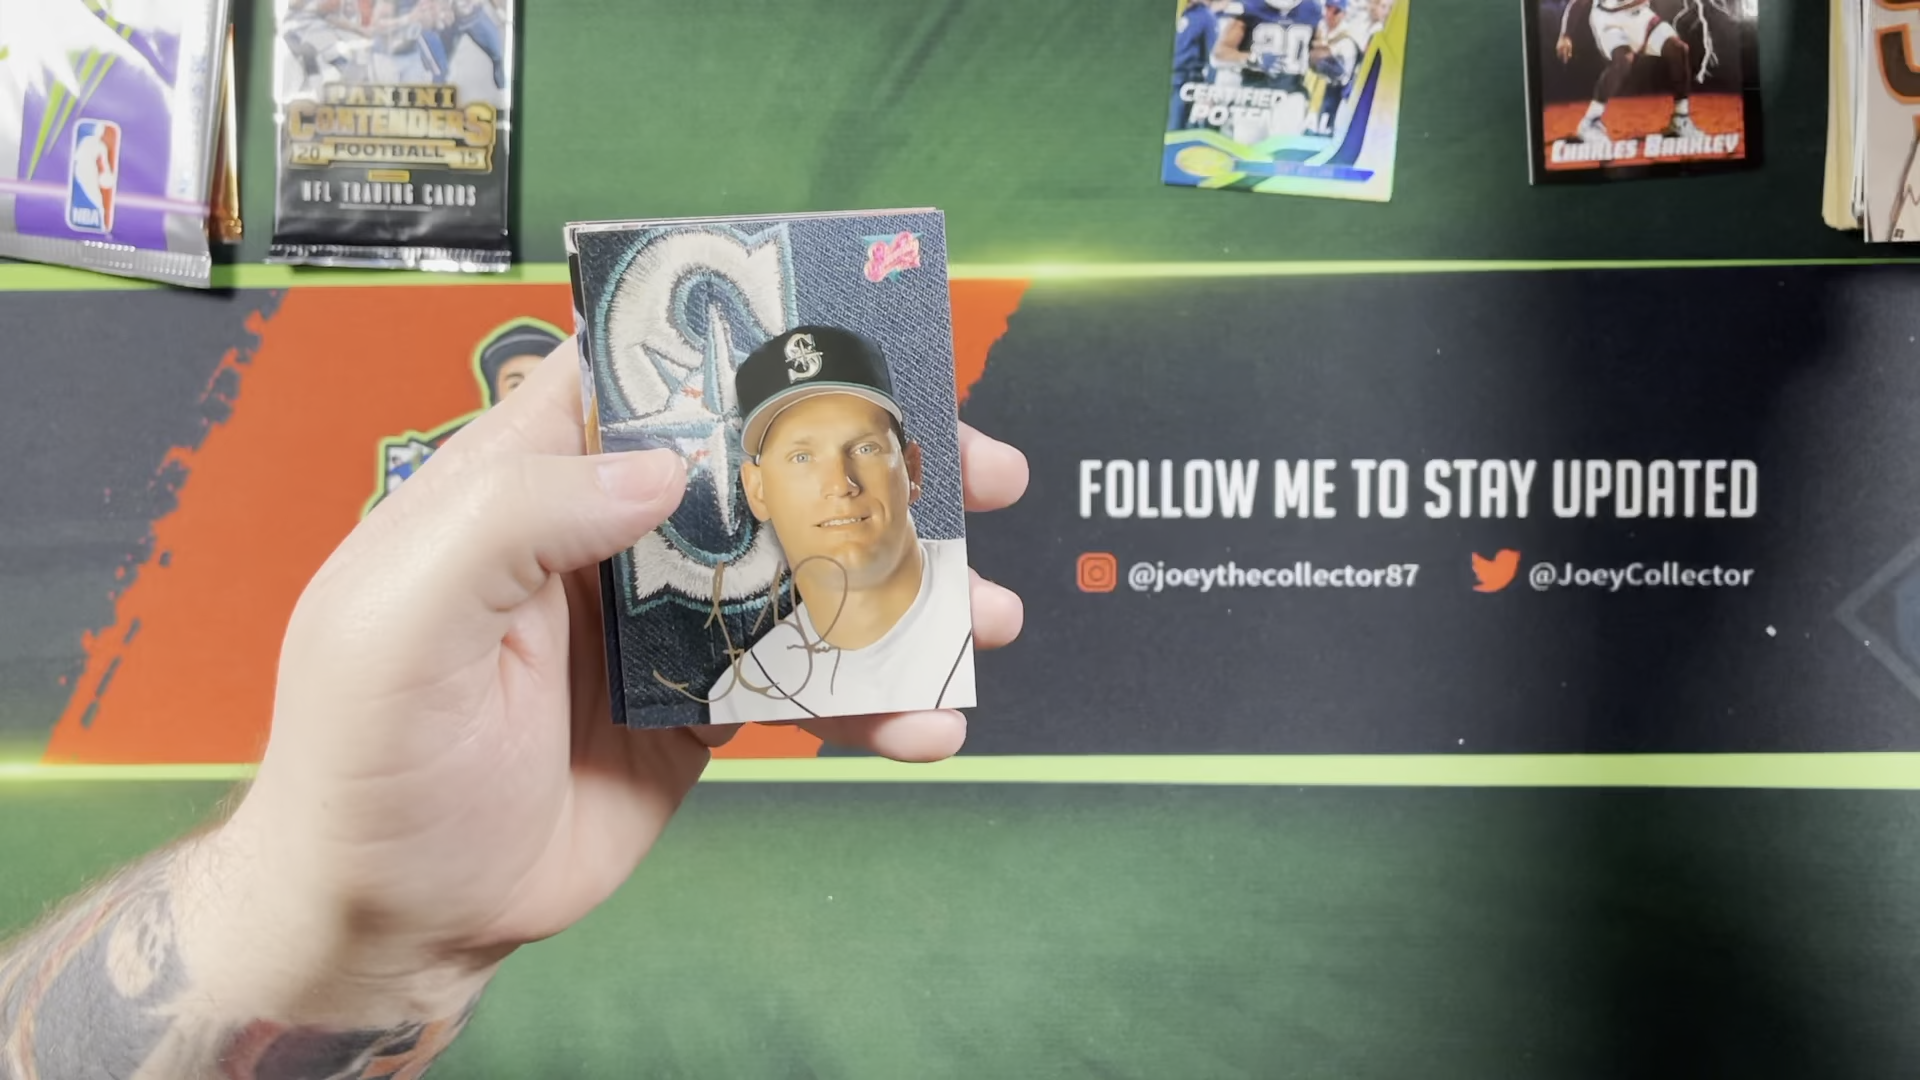 PANINI
CONTENDERS
20 FOOTBALL 15
NFL TRADING CARDS
NBA
20
CERTIFIED
POTENTIAL
CHARLES BARKLEY
S
FOLLOW ME TO STAY UPDATED
@joeythecollector87
@JoeyCollector